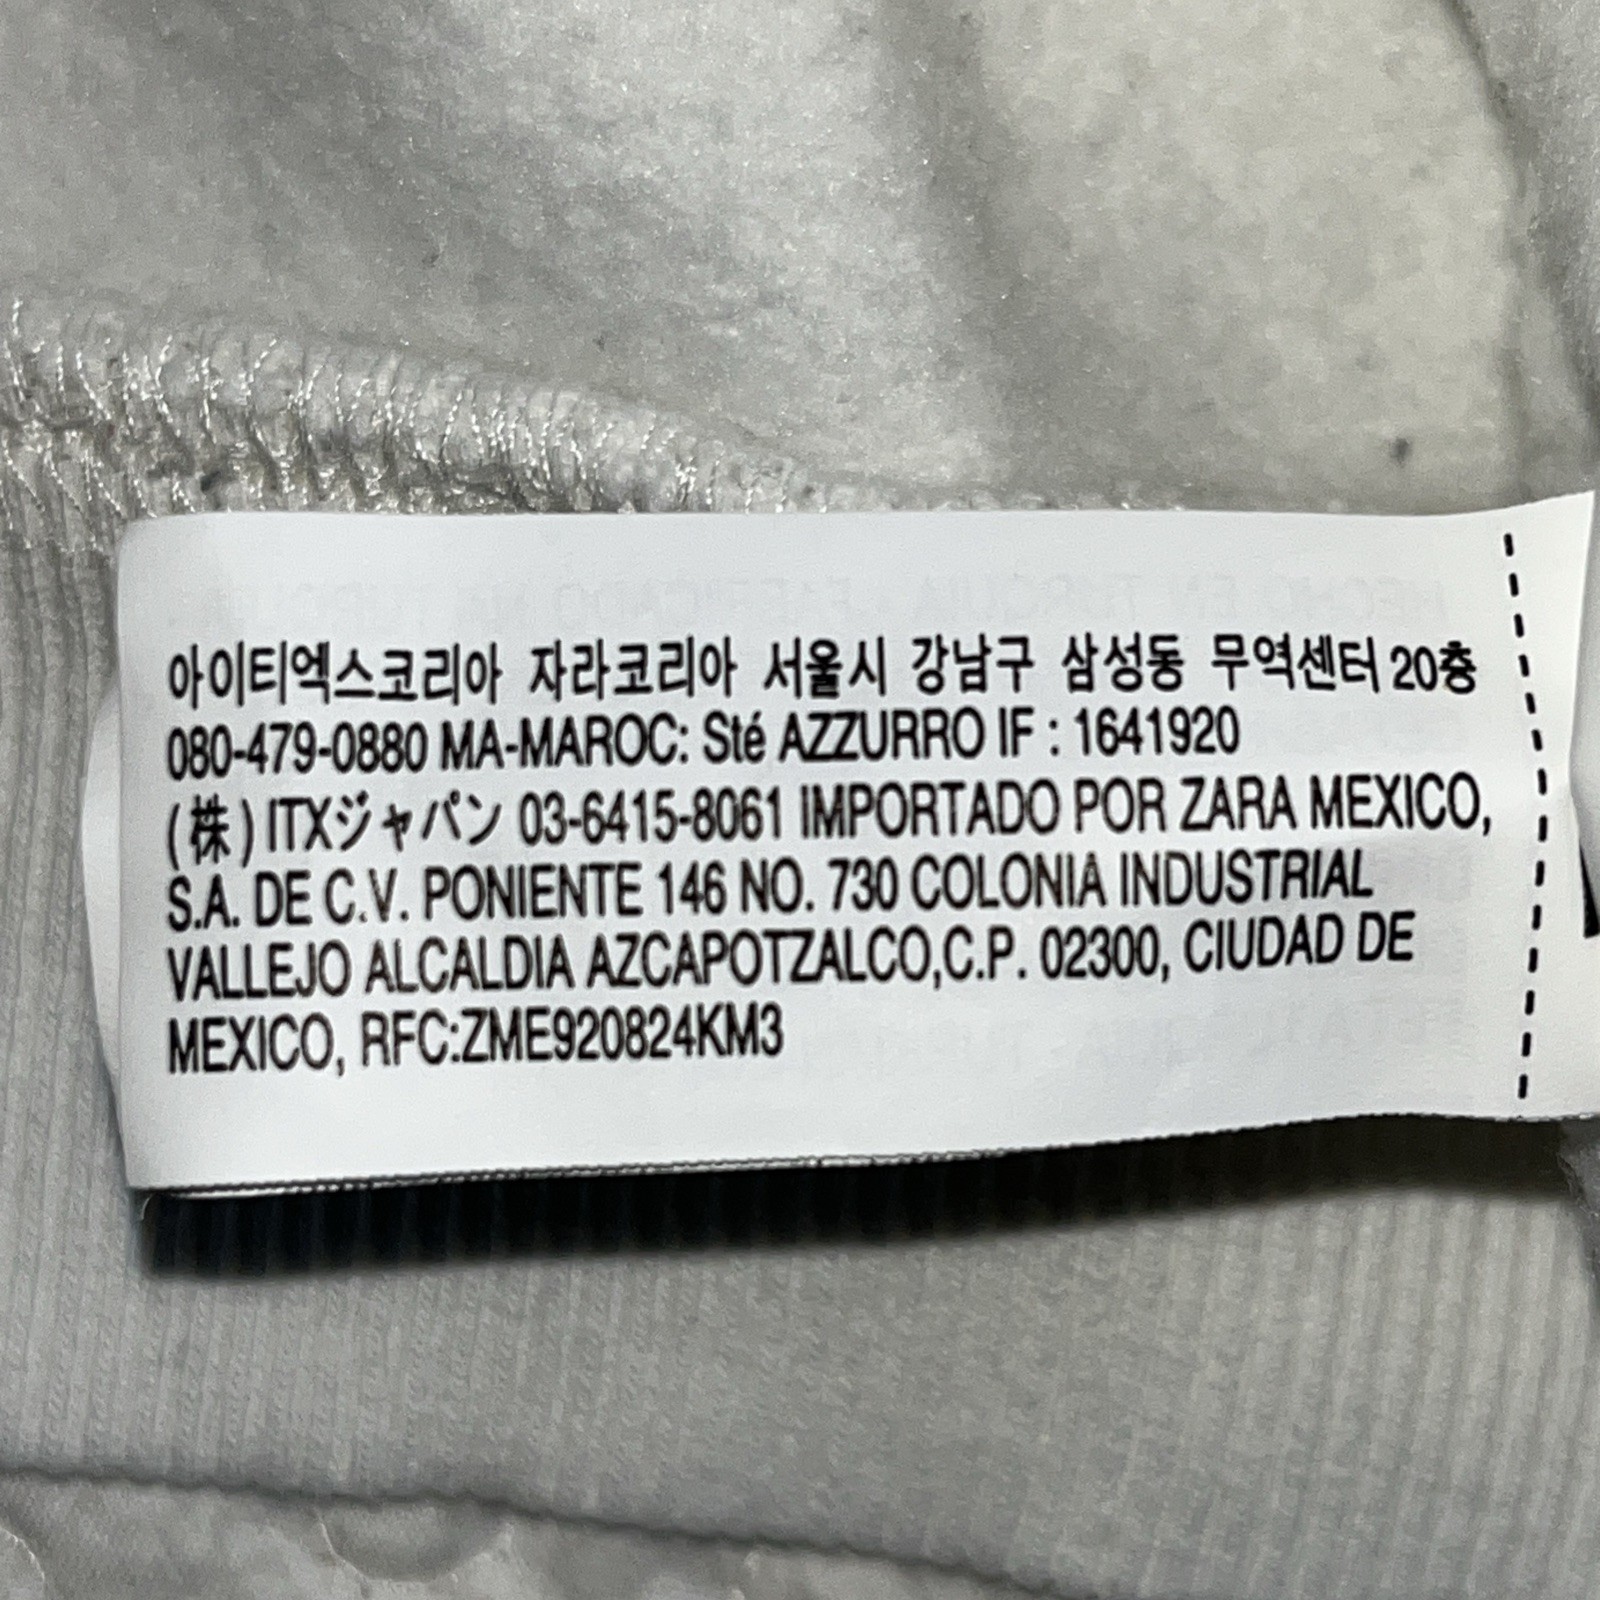 아이티엑스코리아 자라코리아 서울시 강남구 삼성동 무역센터 20층
080-479-0880 MA-MAROC: Sté AZZURRO IF : 1641920
(株) ITXジャパン 03-6415-8061 IMPORTADO POR ZARA MEXICO,
S.A. DE C.V. PONIENTE 146 NO. 730 COLONIA INDUSTRIAL
VALLEJO ALCALDIA AZCAPOTZALCO,C.P. 02300, CIUDAD DE
MEXICO, RFC:ZME920824KM3